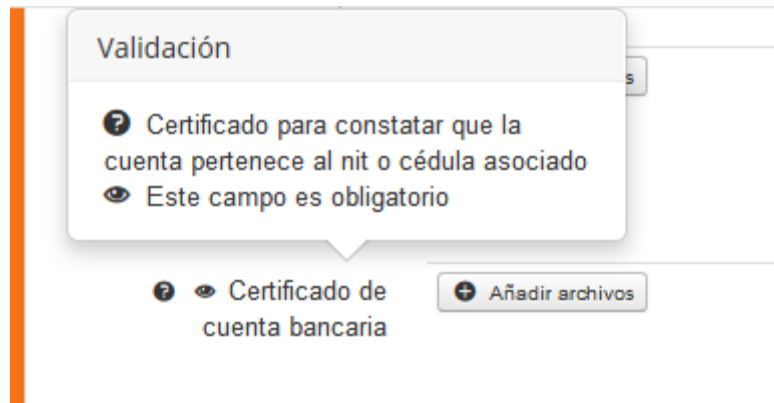 Validación
s
Certificado para constatar que la
cuenta pertenece al nit o cédula asociado
Este campo es obligatorio
Certificado de
cuenta bancaria
Añadir archivos